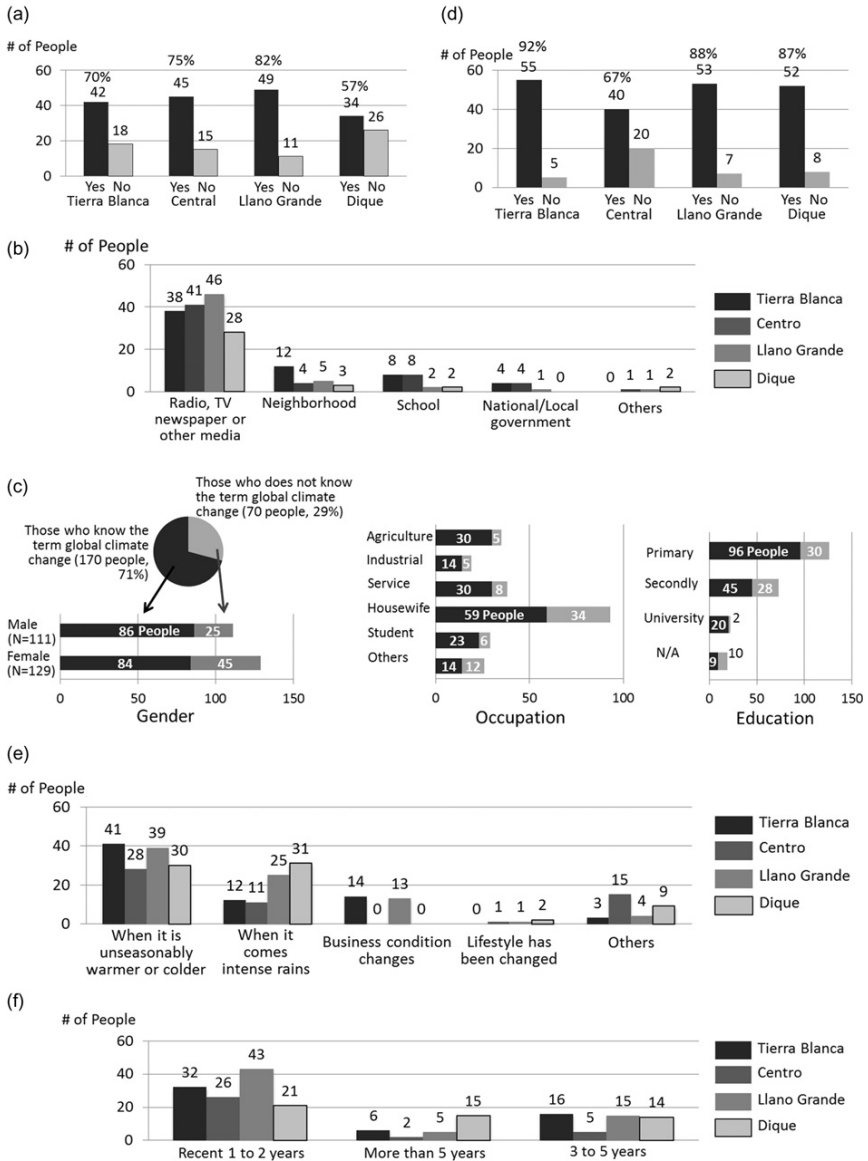 (a)
# of People
60
40
20
0
70%
42
18
75%
45
15
82%
49
11
57%
34
26
Yes No
Tierra Blanca
Yes No
Central
Yes No
Llano Grande
Yes No
Dique
(d)
# of People
60
40
20
0
92%
55
5
67%
40
20
88%
53
7
87%
52
8
Yes No
Tierra Blanca
Yes No
Central
Yes No
Llano Grande
Yes No
Dique
(b)
# of People
60
40
20
0
38 41 46 28
12 4 5 3
8 8 2 2
4 4 1 0
0 1 1 2
Radio, TV
newspaper or
other media
Neighborhood
School
National/Local
government
Others
Tierra Blanca
Centro
Llano Grande
Dique
(c)
Those who does not know
the term global climate
change (70 people, 29%)
Those who know the
term global climate
change (170 people,
71%)
Male
(N=111)
86 People 25
Female
(N=129)
84 45
0 50 100 150
Gender
Agriculture
30 5
Industrial
14 5
Service
30 8
Housewife
59 People 34
Student
23 6
Others
14 12
0 50 100
Occupation
Primary
96 People 30
Secondly
45 28
University
20 2
N/A
9 10
0 50 100 150
Education
(e)
# of People
60
40
20
0
41 28 39 30
12 11 25 31
14 0 13 0
0 1 1 2
3 15 4 9
When it is
unseasonably
warmer or colder
When it
comes
intense rains
Business condition
changes
Lifestyle has
been changed
Others
Tierra Blanca
Centro
Llano Grande
Dique
(f)
# of People
60
40
20
0
32 26 43 21
6 2 5 15
16 5 15 14
Recent 1 to 2 years
More than 5 years
3 to 5 years
Tierra Blanca
Centro
Llano Grande
Dique